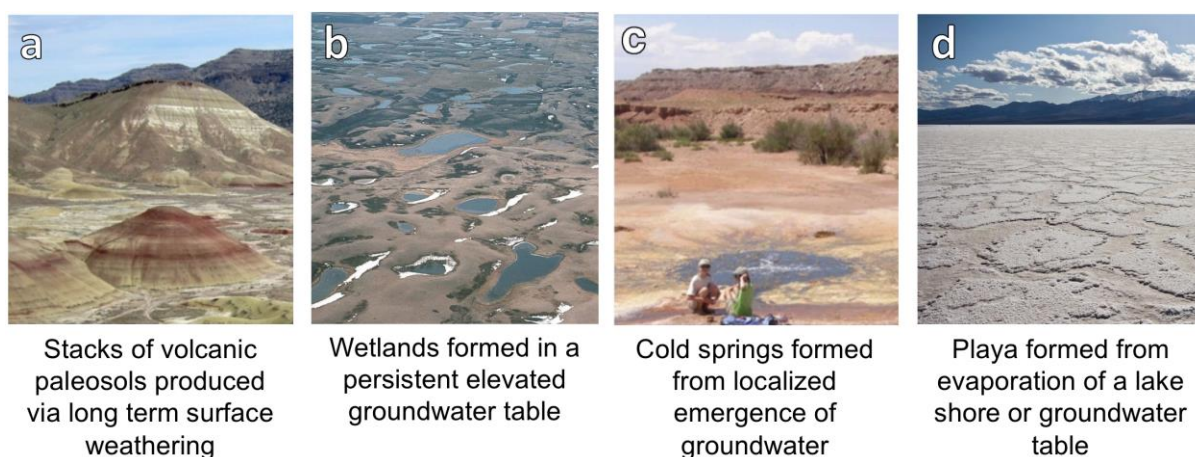 a
b
c
d
Stacks of volcanic
paleosols produced
via long term surface
weathering
Wetlands formed in a
persistent elevated
groundwater table
Cold springs formed
from localized
emergence of
groundwater
Playa formed from
evaporation of a lake
shore or groundwater
table